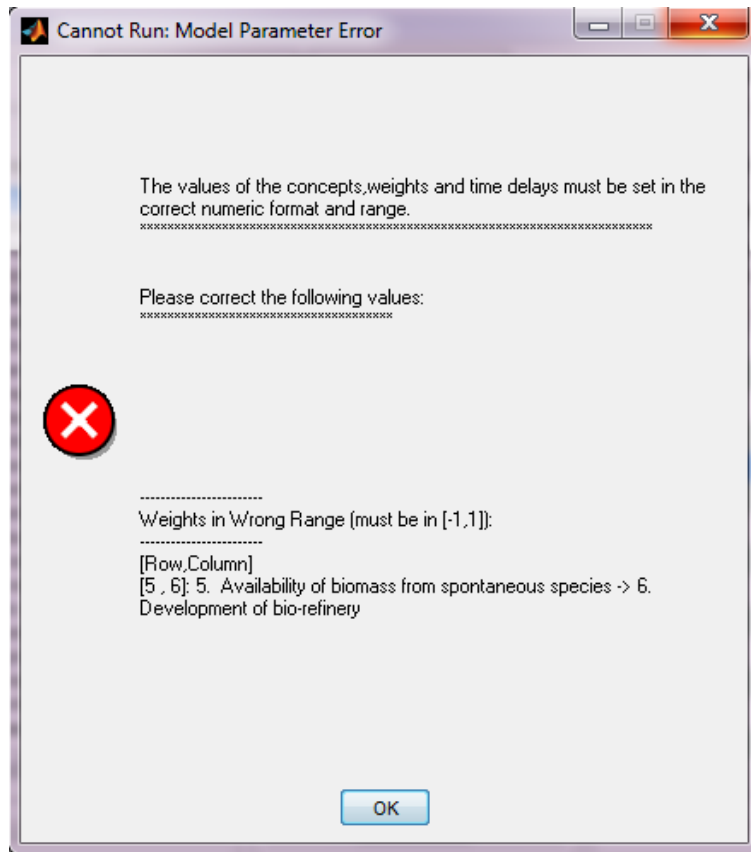 Cannot Run: Model Parameter Error
The values of the concepts,weights and time delays must be set in the
correct numeric format and range.
xxxxxxxxxxxxxxxxxxxxxxxxxxxxxxxxxxxxxxxxxxxxxxxxxxxxxxxxxxxxxxxxxxxxxxxxxxx
Please correct the following values:
xxxxxxxxxxxxxxxxxxxxxxxxxxxxxxxxxxxxx
------------------------
Weights in Wrong Range (must be in [-1,1]):
------------------------
[Row,Column]
[5 , 6]: 5.  Availability of biomass from spontaneous species -> 6.
Development of bio-refinery
OK